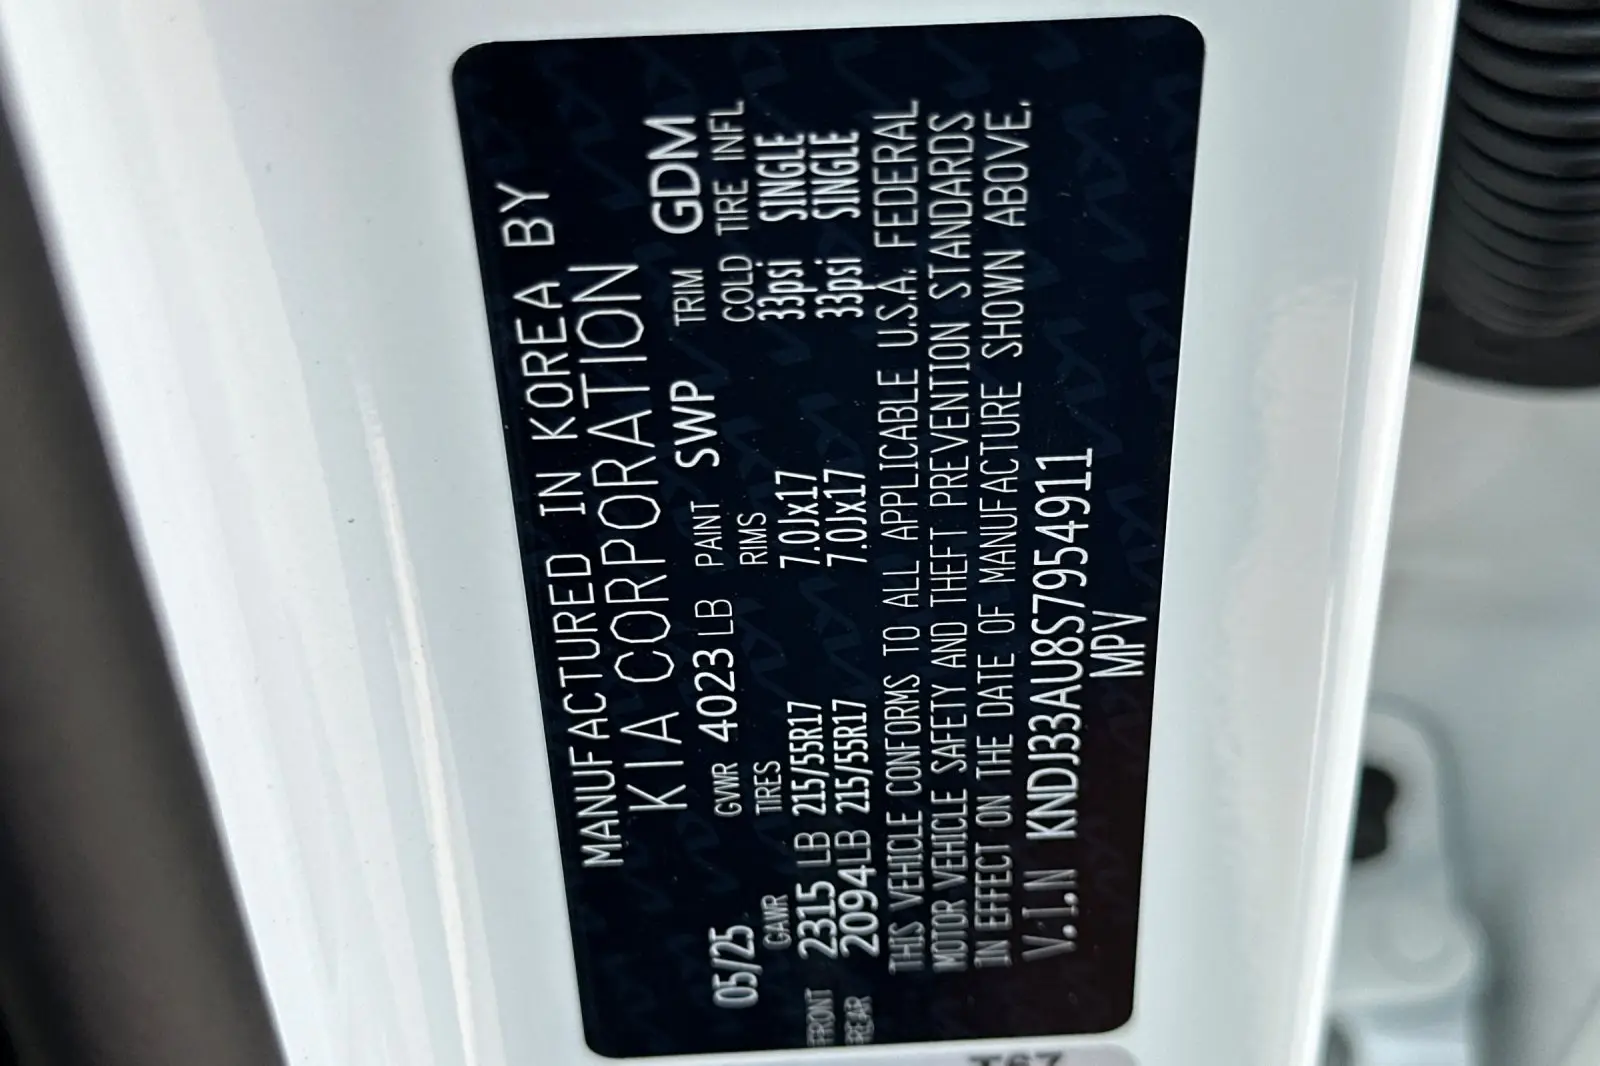 MANUFACTURED IN KOREA BY
KIA CORPORATION
05/25 GVWR 4023 LB PAINT SWP TRIM GDM
GAWR TIRES RIMS COLD TIRE INFL
FRONT 2315 LB 215/55R17 7.0Jx17 33psi SINGLE
REAR 2094LB 215/55R17 7.0Jx17 33psi SINGLE
THIS VEHICLE CONFORMS TO ALL APPLICABLE U.S.A. FEDERAL
MOTOR VEHICLE SAFETY AND THEFT PREVENTION STANDARDS
IN EFFECT ON THE DATE OF MANUFACTURE SHOWN ABOVE.
V.I.N KNDJ33AU8S7954911
MPV